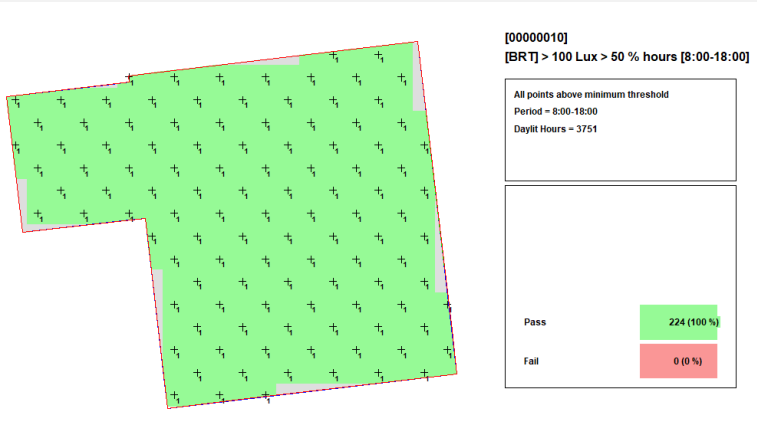 [00000010]
[BRT] > 100 Lux > 50 % hours [8:00-18:00]
All points above minimum threshold
Period = 8:00-18:00
Daylit Hours = 3751
Pass 224 (100 %)
Fail 0 (0 %)